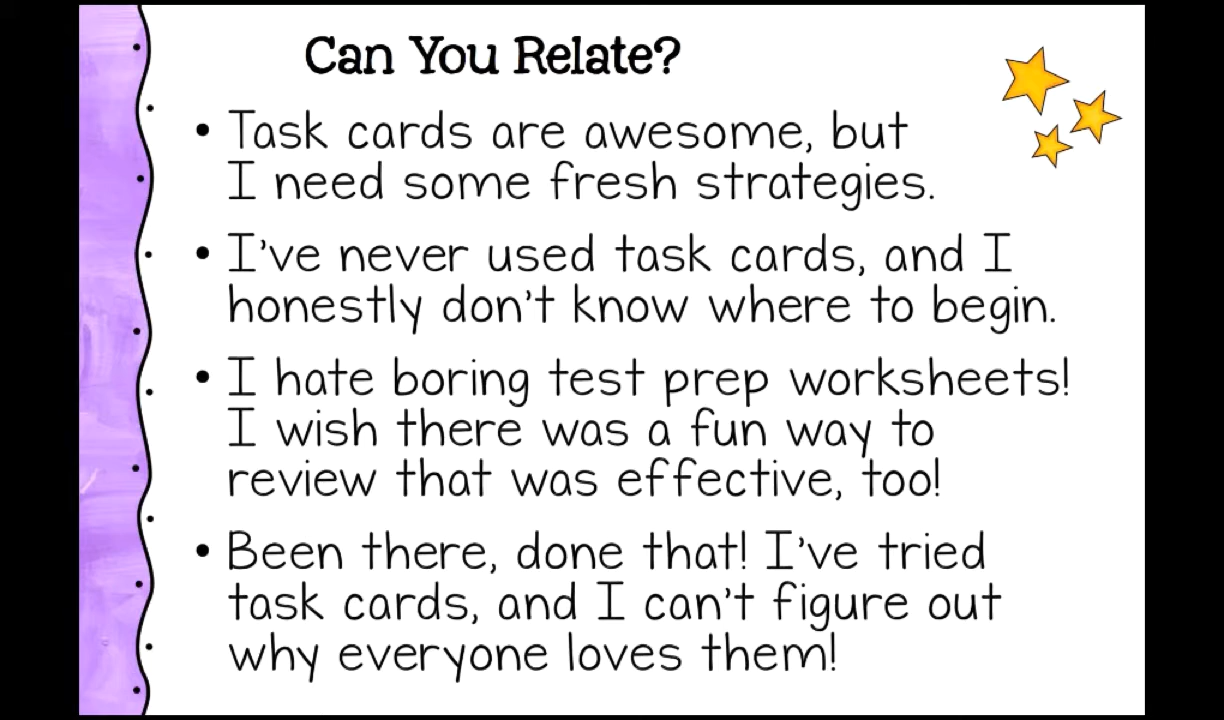 Can You Relate?
• Task cards are awesome, but
I need some fresh strategies.
• I've never used task cards, and I
honestly don't know where to begin.
• I hate boring test prep worksheets!
I wish there was a fun way to
review that was effective, too!
• Been there, done that! I've tried
task cards, and I can't figure out
why everyone loves them!